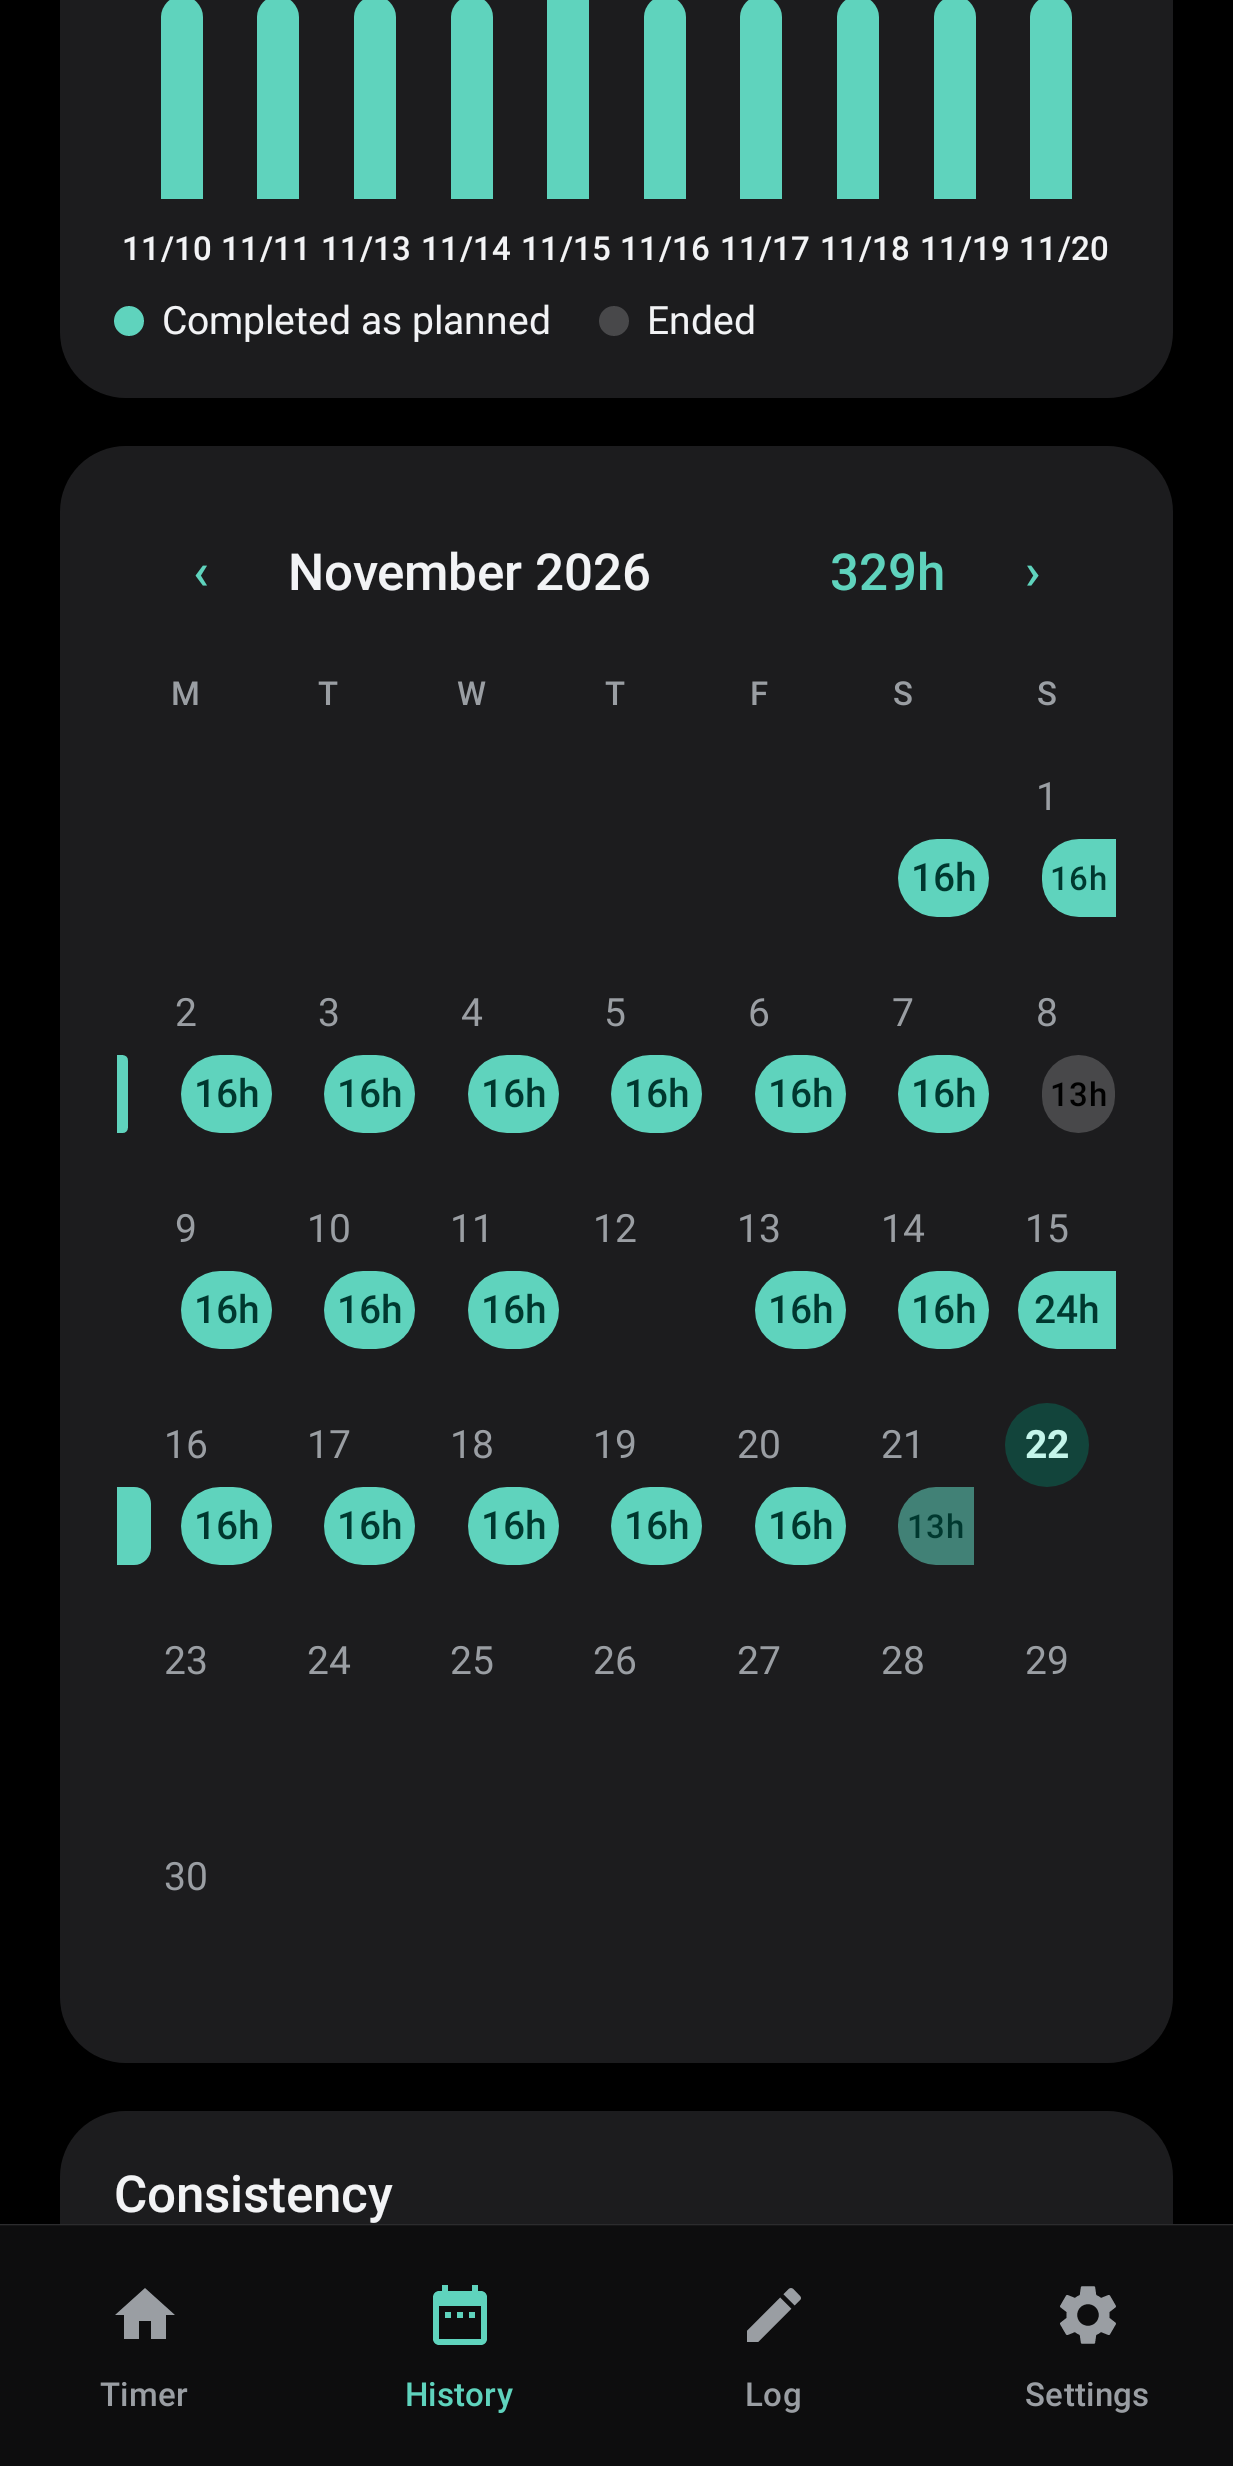 11/10 11/11 11/13 11/14 11/15 11/16 11/17 11/18 11/19 11/20
Completed as planned Ended
‹ November 2026 329h ›
M T W T F S S
1
16h 16h
2 3 4 5 6 7 8
16h 16h 16h 16h 16h 16h 13h
9 10 11 12 13 14 15
16h 16h 16h 16h 16h 24h
16 17 18 19 20 21 22
16h 16h 16h 16h 16h 13h
23 24 25 26 27 28 29
30
Consistency
Timer History Log Settings